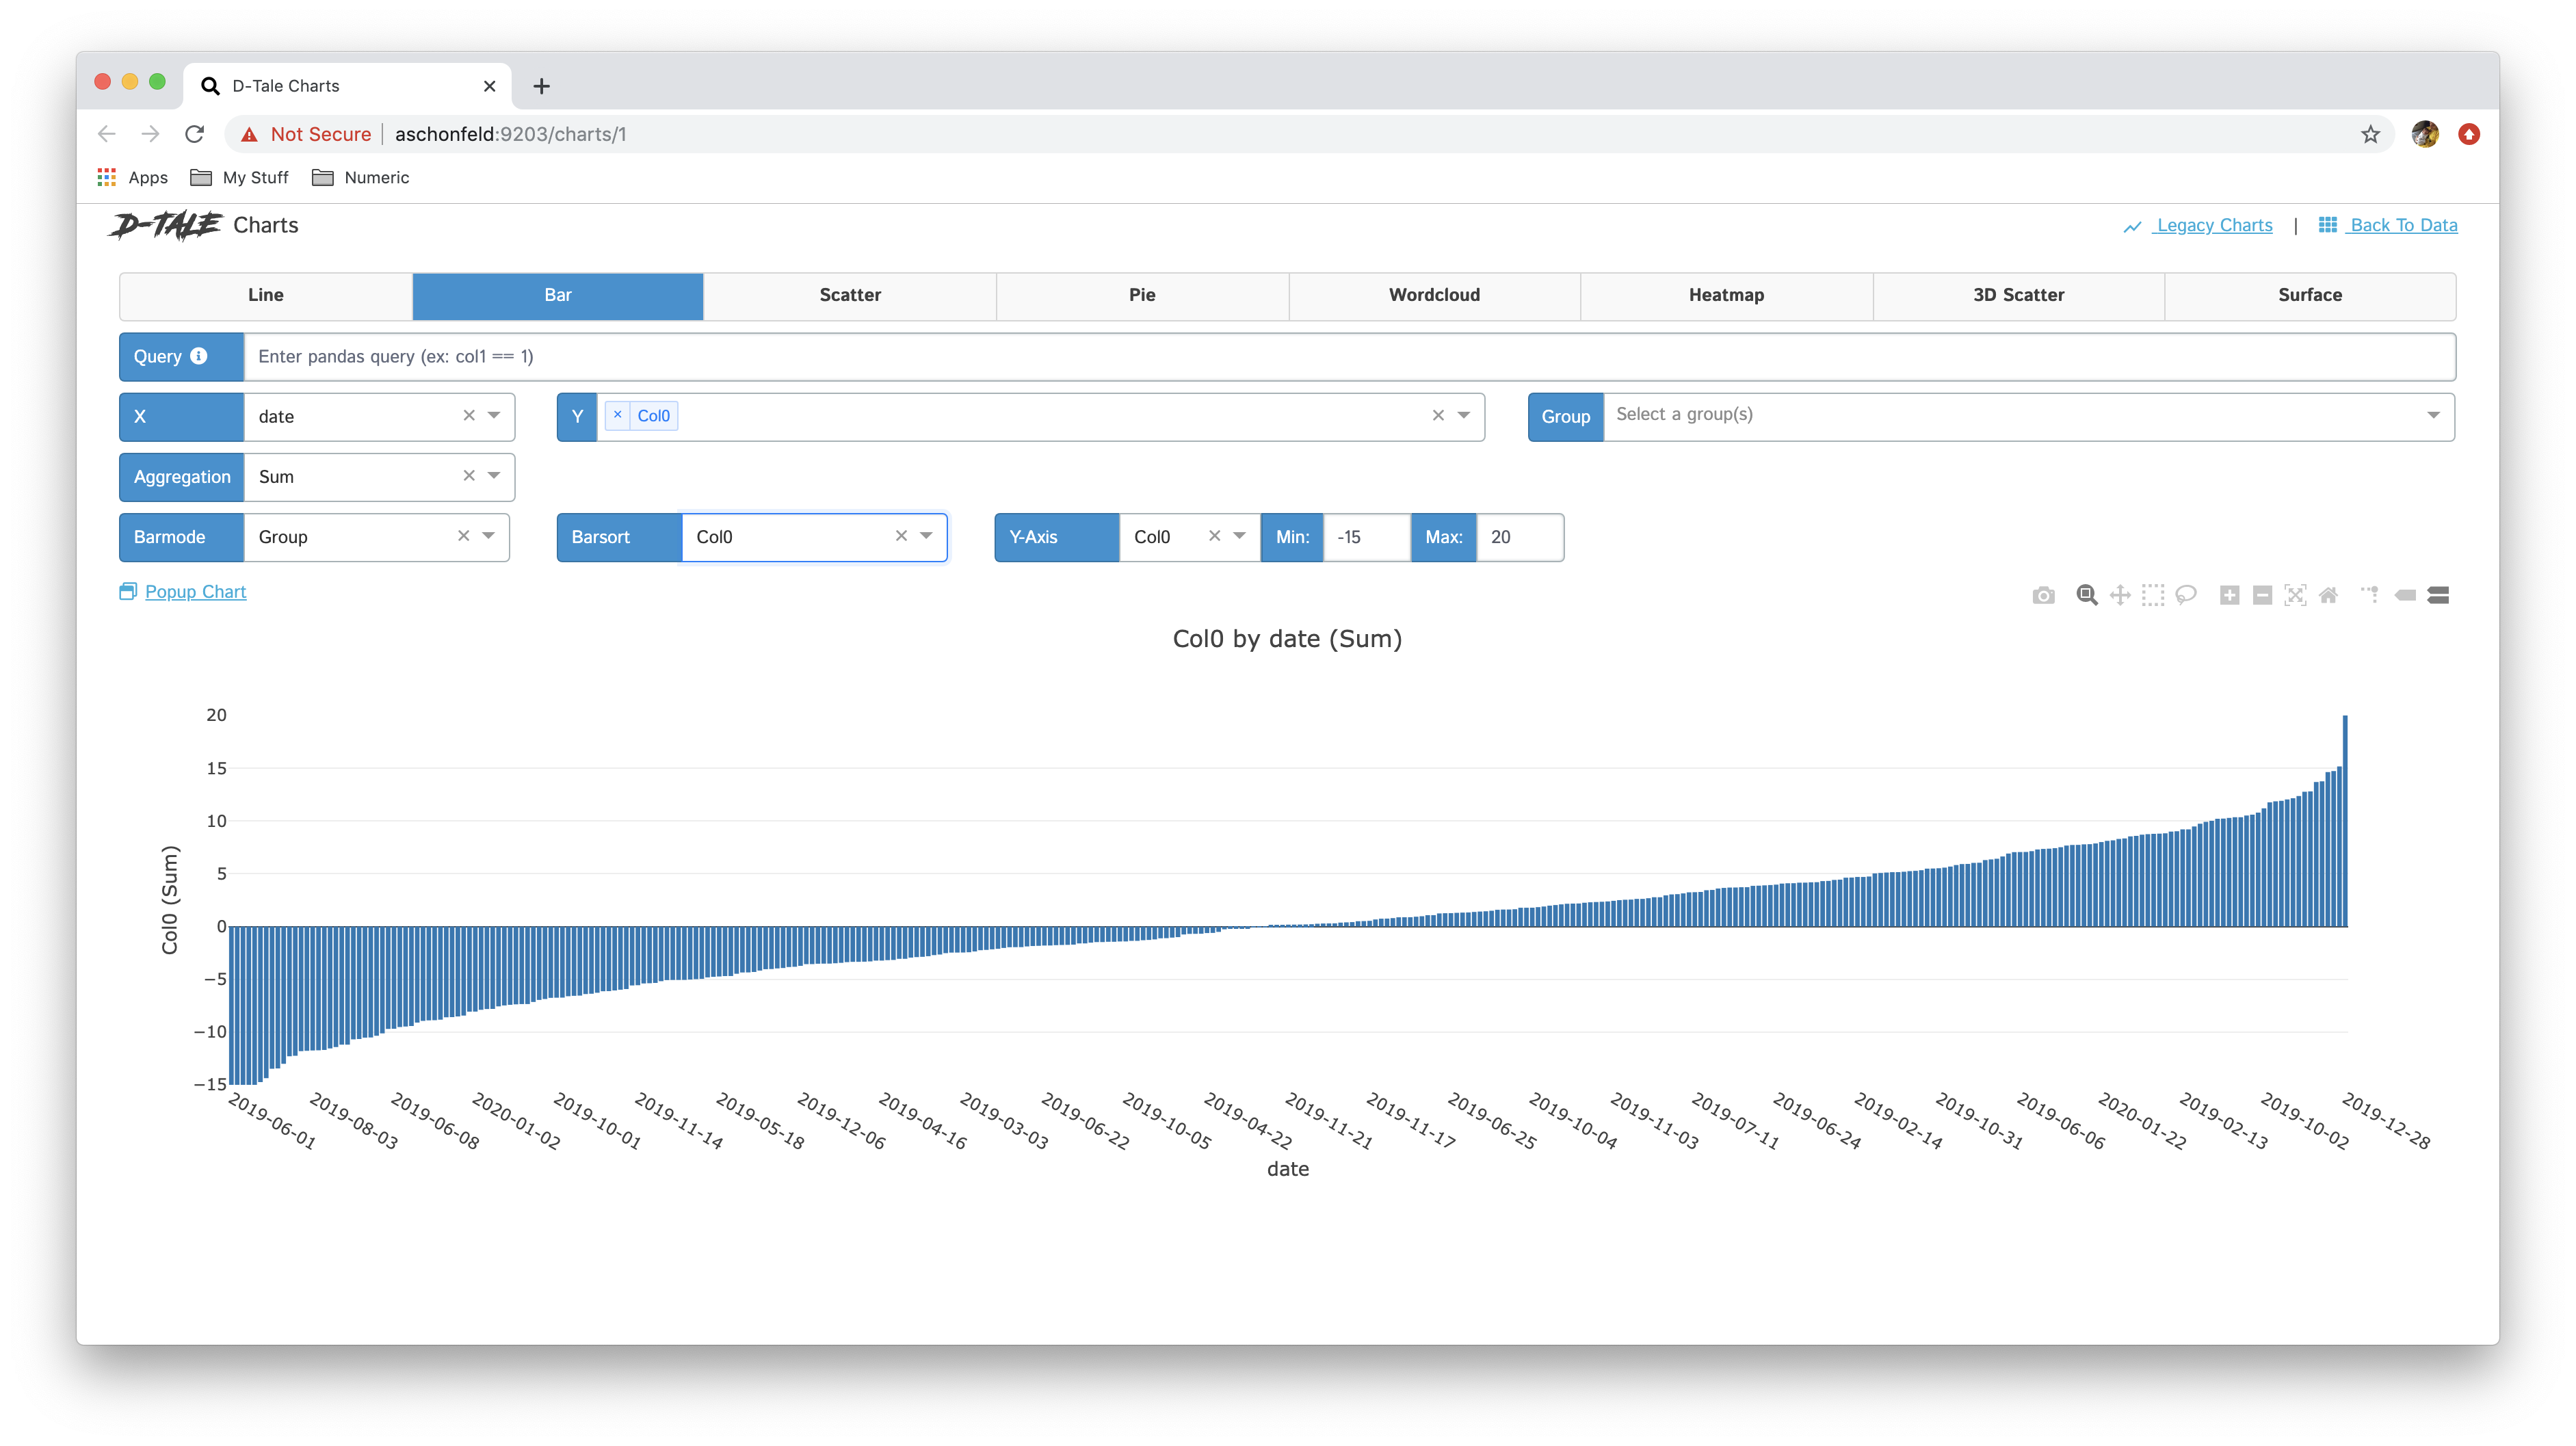 D-Tale Charts
Not Secure aschonfeld:9203/charts/1
Apps My Stuff Numeric
D-TALE Charts Legacy Charts | Back To Data
Line Bar Scatter Pie Wordcloud Heatmap 3D Scatter Surface
Query Enter pandas query (ex: col1 == 1)
X date Y × Col0 Group Select a group(s)
Aggregation Sum
Barmode Group Barsort Col0 Y-Axis Col0 Min: -15 Max: 20
Popup Chart
Col0 by date (Sum)
20
15
10
5
0
−5
−10
−15
Col0 (Sum)
2019-06-01 2019-08-03 2019-06-08 2020-01-02 2019-10-01 2019-11-14 2019-05-18 2019-12-06 2019-04-16 2019-03-03 2019-06-22 2019-10-05 2019-04-22 2019-11-21 2019-11-17 2019-06-25 2019-10-04 2019-11-03 2019-07-11 2019-06-24 2019-02-14 2019-10-31 2019-06-06 2020-01-22 2019-02-13 2019-10-02 2019-12-28
date